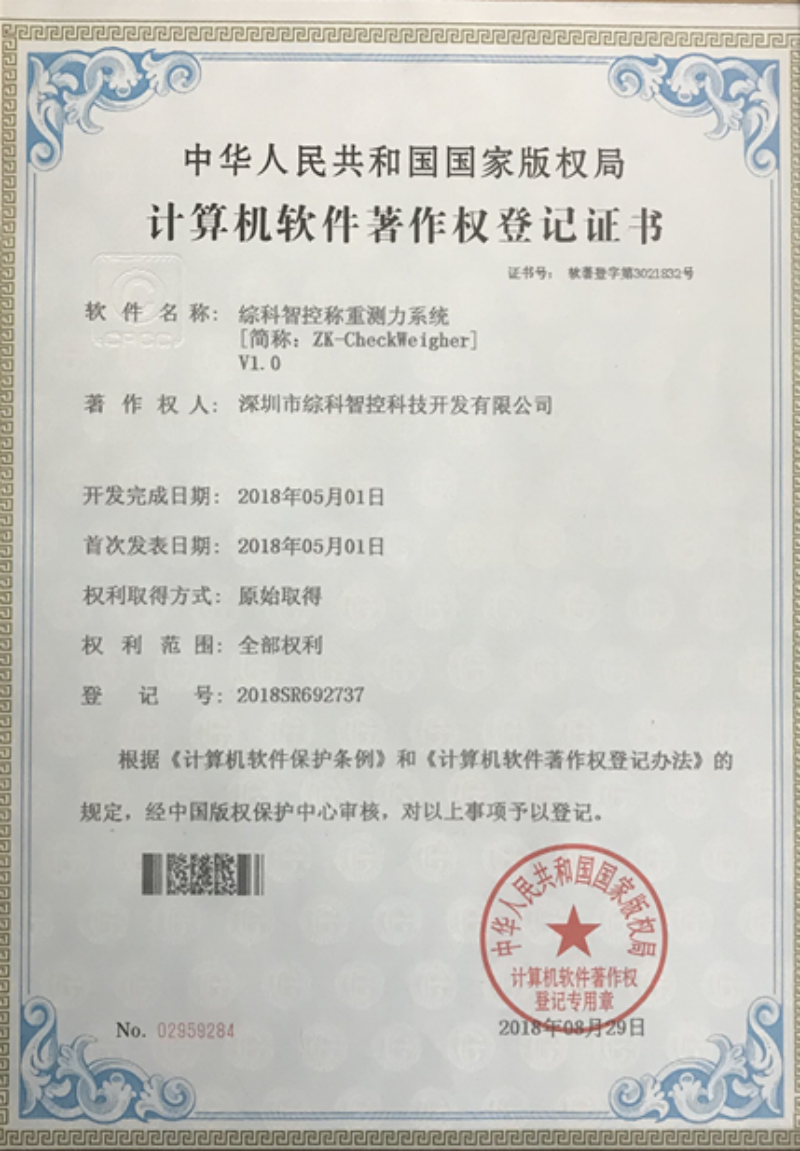 中华人民共和国国家版权局
计算机软件著作权登记证书
证书号： 软著登字第3021832号
软件名称： 综科智控称重测力系统
[简称：ZK-CheckWeigher]
V1.0
CPCC
著作权人： 深圳市综科智控科技开发有限公司
开发完成日期： 2018年05月01日
首次发表日期： 2018年05月01日
权利取得方式： 原始取得
权利范围： 全部权利
登记号： 2018SR692737
根据《计算机软件保护条例》和《计算机软件著作权登记办法》的
规定，经中国版权保护中心审核，对以上事项予以登记。
中华人民共和国国家版权局
计算机软件著作权
登记专用章
No. 02959284
2018年08月29日